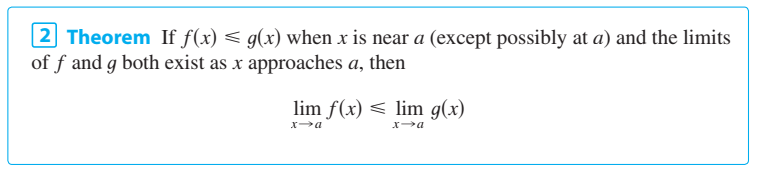 2 Theorem If f(x) ⩽ g(x) when x is near a (except possibly at a) and the limits
of f and g both exist as x approaches a, then
lim f(x) ⩽ lim g(x)
x→a x→a